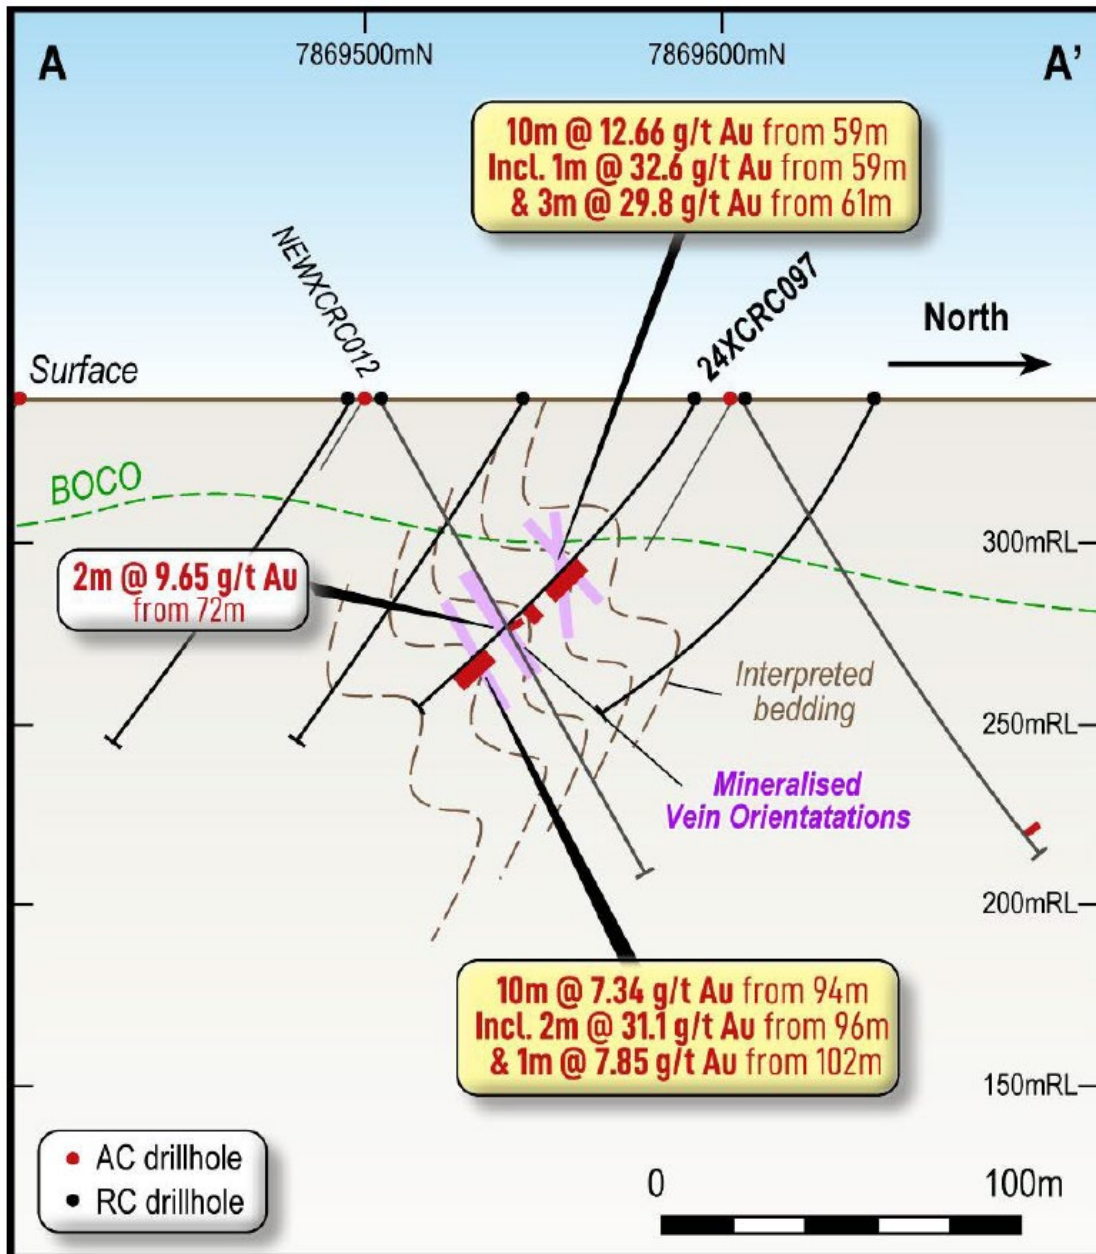 A
7869500mN
7869600mN
A'
10m @ 12.66 g/t Au from 59m
Incl. 1m @ 32.6 g/t Au from 59m
& 3m @ 29.8 g/t Au from 61m
NEWXCRC012
24XCRC097
North
Surface
BOCO
300mRL
2m @ 9.65 g/t Au
from 72m
Interpreted
bedding
250mRL
Mineralised
Vein Orientatations
200mRL
10m @ 7.34 g/t Au from 94m
Incl. 2m @ 31.1 g/t Au from 96m
& 1m @ 7.85 g/t Au from 102m
150mRL
AC drillhole
RC drillhole
0
100m